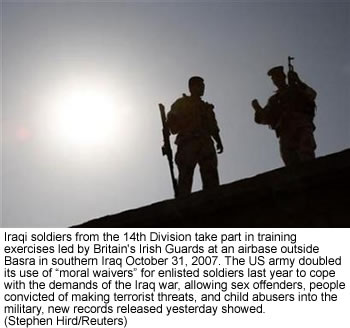 Iraqi soldiers from the 14th Division take part in training
exercises led by Britain's Irish Guards at an airbase outside
Basra in southern Iraq October 31, 2007. The US army doubled
its use of “moral waivers” for enlisted soldiers last year to cope
with the demands of the Iraq war, allowing sex offenders, people
convicted of making terrorist threats, and child abusers into the
military, new records released yesterday showed.
(Stephen Hird/Reuters)